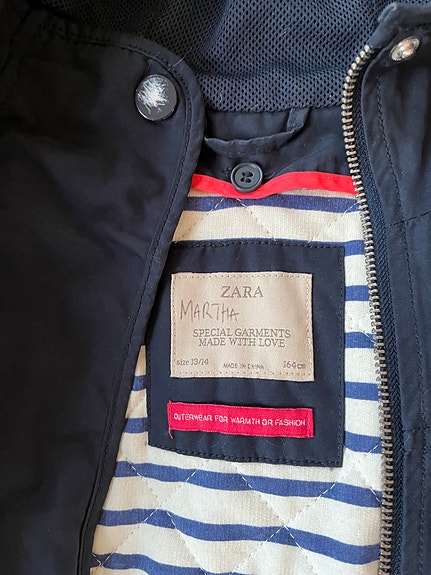 ZARA
MARTHA
SPECIAL GARMENTS
MADE WITH LOVE
size 13/14 MADE IN CHINA 164cm
OUTERWEAR FOR WARMTH OR FASHION